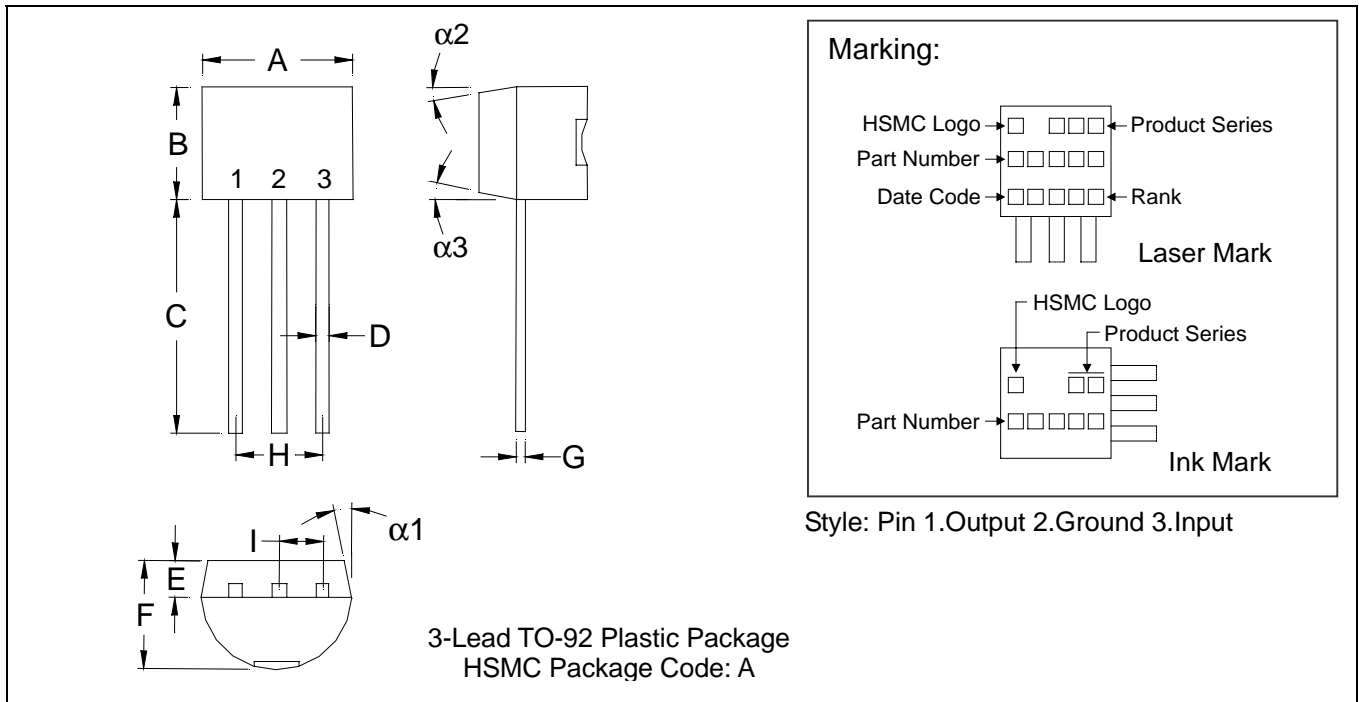 α2
A
B
1 2 3
α3
C
D
H
G
α1
I
E
F
3-Lead TO-92 Plastic Package
HSMC Package Code: A
Marking:
HSMC Logo
Product Series
Part Number
Date Code
Rank
Laser Mark
HSMC Logo
Product Series
Part Number
Ink Mark
Style: Pin 1.Output 2.Ground 3.Input